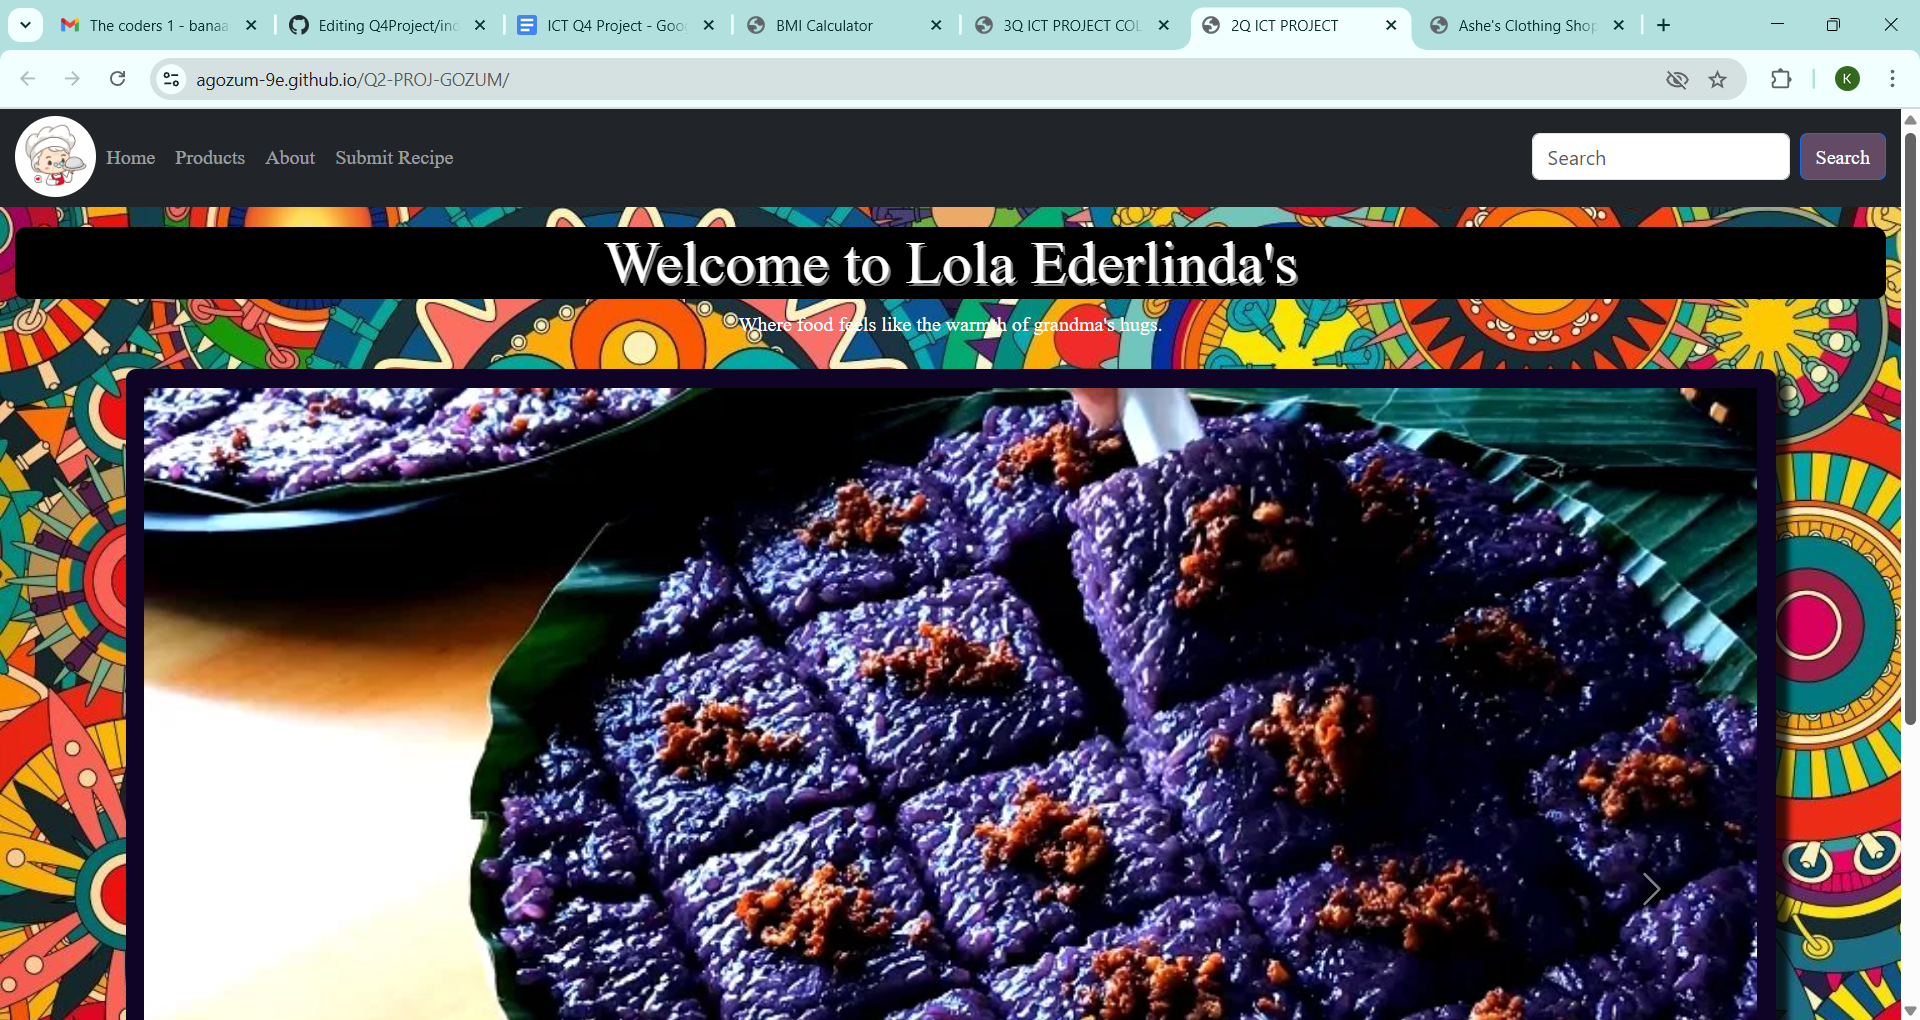 The coders 1 - banaa
Editing Q4Project/ind
ICT Q4 Project - Goo
BMI Calculator
3Q ICT PROJECT COL
2Q ICT PROJECT
Ashe's Clothing Shop
agozum-9e.github.io/Q2-PROJ-GOZUM/
K
Home Products About Submit Recipe
Search
Search
Welcome to Lola Ederlinda's
Where food feels like the warmth of grandma's hugs.